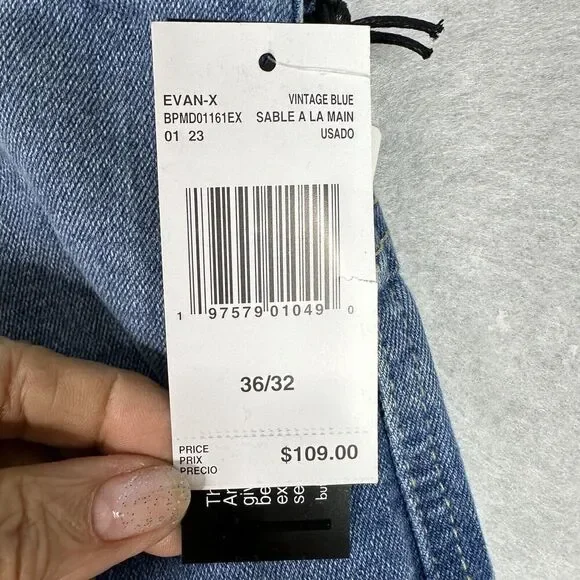 EVAN-X VINTAGE BLUE
BPMD01161EX SABLE A LA MAIN
01 23 USADO
1 97579 01049 0
36/32
PRICE
PRIX
PRECIO
$109.00